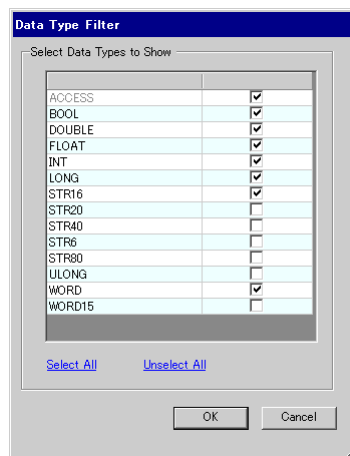 Data Type Filter
Select Data Types to Show
ACCESS
BOOL
DOUBLE
FLOAT
INT
LONG
STR16
STR20
STR40
STR6
STR80
ULONG
WORD
WORD15
Select All Unselect All
OK Cancel